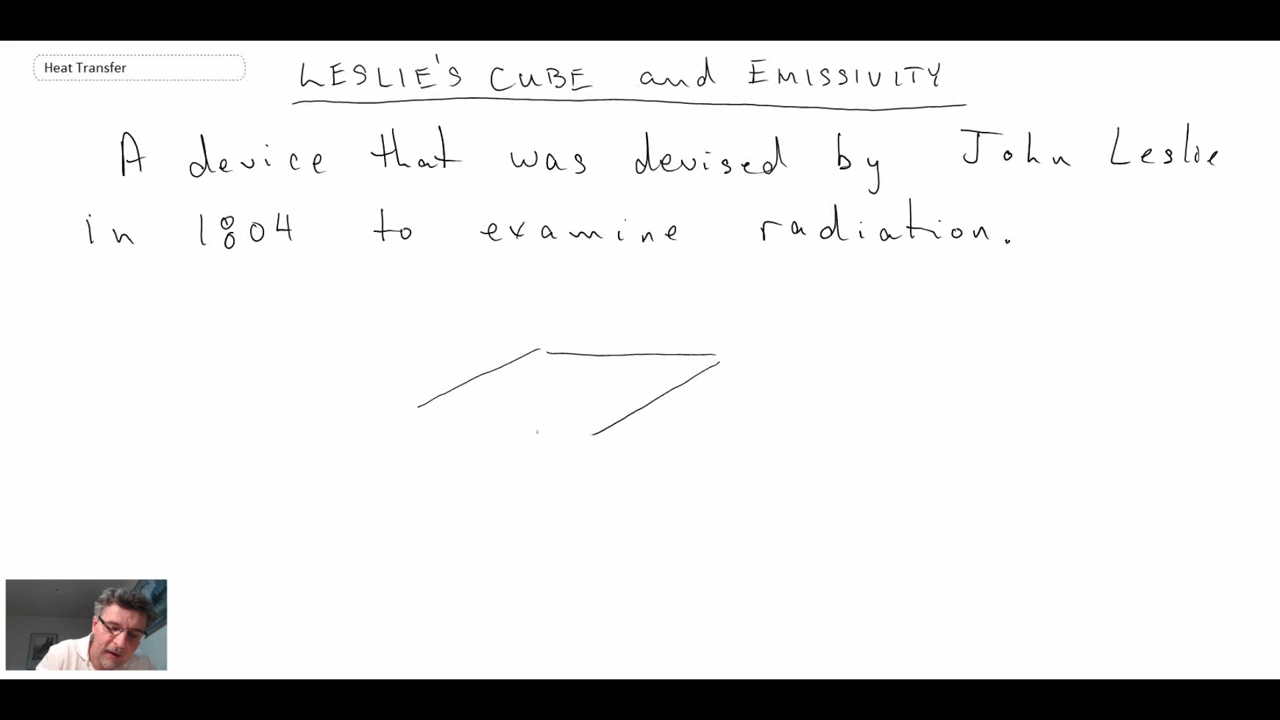 Heat Transfer
LESLIE'S CUBE and EMISSIVITY
A device that was devised by John Leslie
in 1804 to examine radiation.